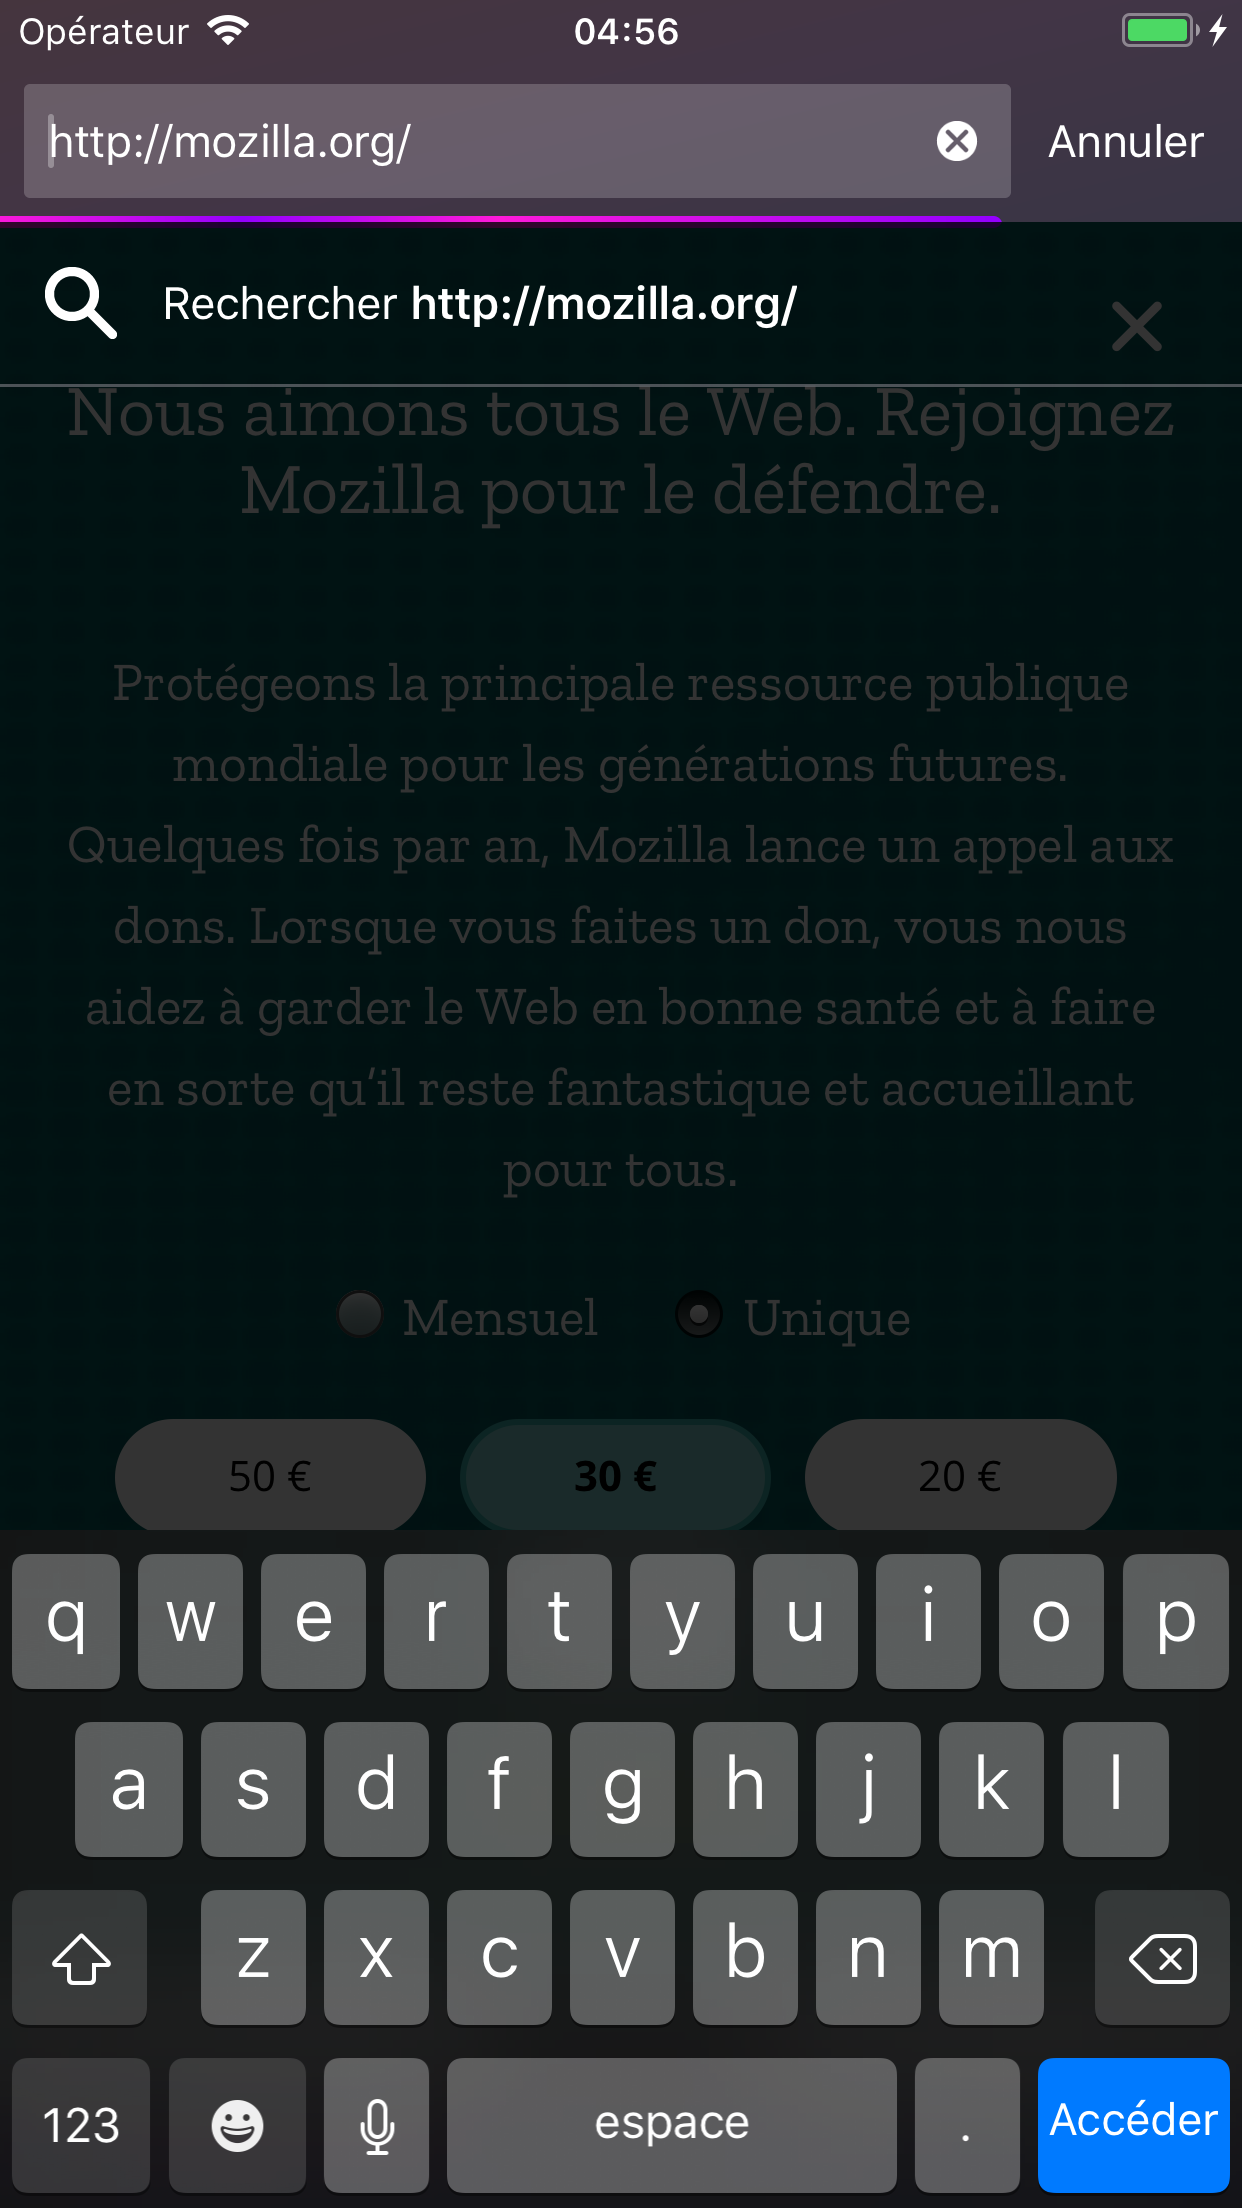 Opérateur 04:56
http://mozilla.org/ Annuler
Rechercher http://mozilla.org/
Nous aimons tous le Web. Rejoignez
Mozilla pour le défendre.
Protégeons la principale ressource publique
mondiale pour les générations futures.
Quelques fois par an, Mozilla lance un appel aux
dons. Lorsque vous faites un don, vous nous
aidez à garder le Web en bonne santé et à faire
en sorte qu’il reste fantastique et accueillant
pour tous.
Mensuel Unique
50 € 30 € 20 €
q w e r t y u i o p
a s d f g h j k l
z x c v b n m
123 espace . Accéder